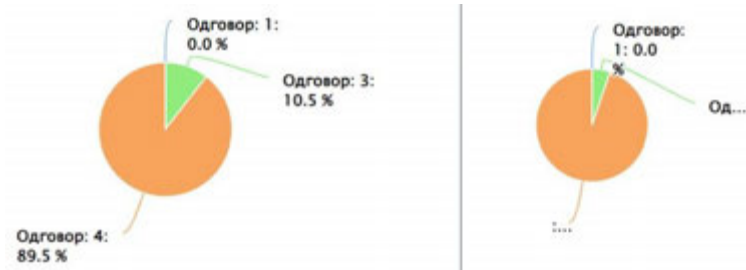 Одговор: 1:
0.0 %
Одговор: 3:
10.5 %
Одговор: 4:
89.5 %
Одговор:
1: 0.0
%
Од...